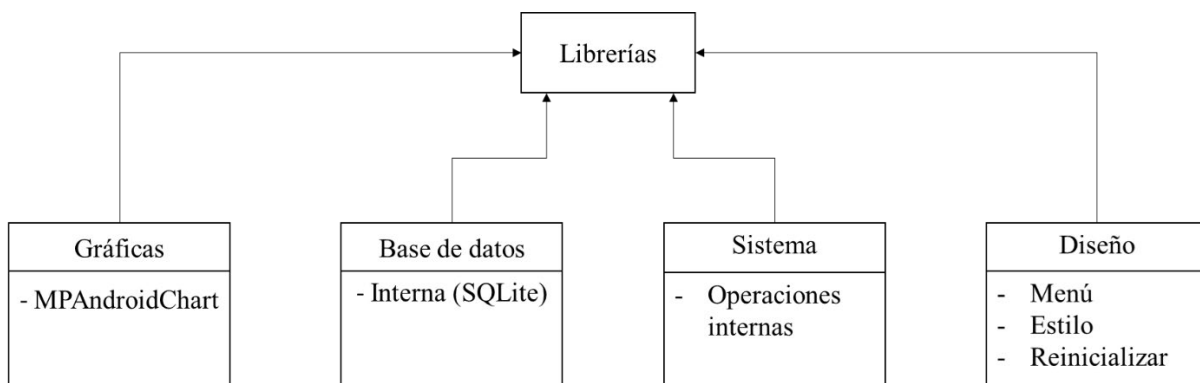 Librerías
Gráficas
- MPAndroidChart
Base de datos
- Interna (SQLite)
Sistema
- Operaciones
internas
Diseño
- Menú
- Estilo
- Reinicializar